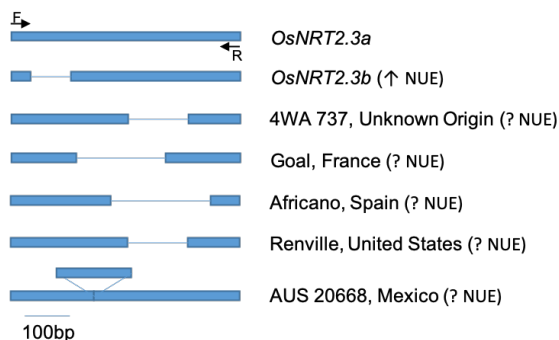 F
OsNRT2.3a
R
OsNRT2.3b (↑ NUE)
4WA 737, Unknown Origin (? NUE)
Goal, France (? NUE)
Africano, Spain (? NUE)
Renville, United States (? NUE)
AUS 20668, Mexico (? NUE)
100bp